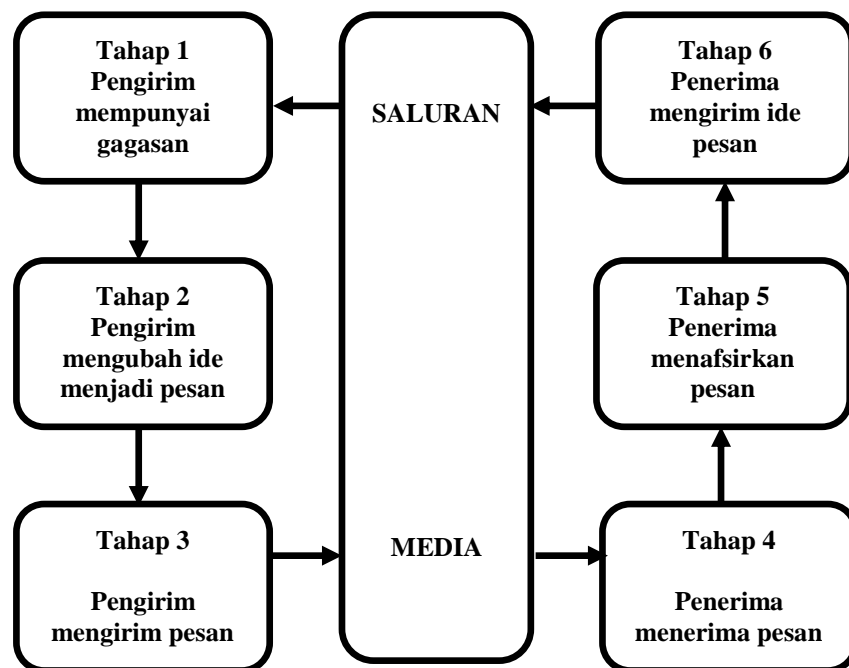 Tahap 1
Pengirim
mempunyai
gagasan
Tahap 2
Pengirim
mengubah ide
menjadi pesan
Tahap 3
Pengirim
mengirim pesan
SALURAN
MEDIA
Tahap 4
Penerima
menerima pesan
Tahap 5
Penerima
menafsirkan
pesan
Tahap 6
Penerima
mengirim ide
pesan